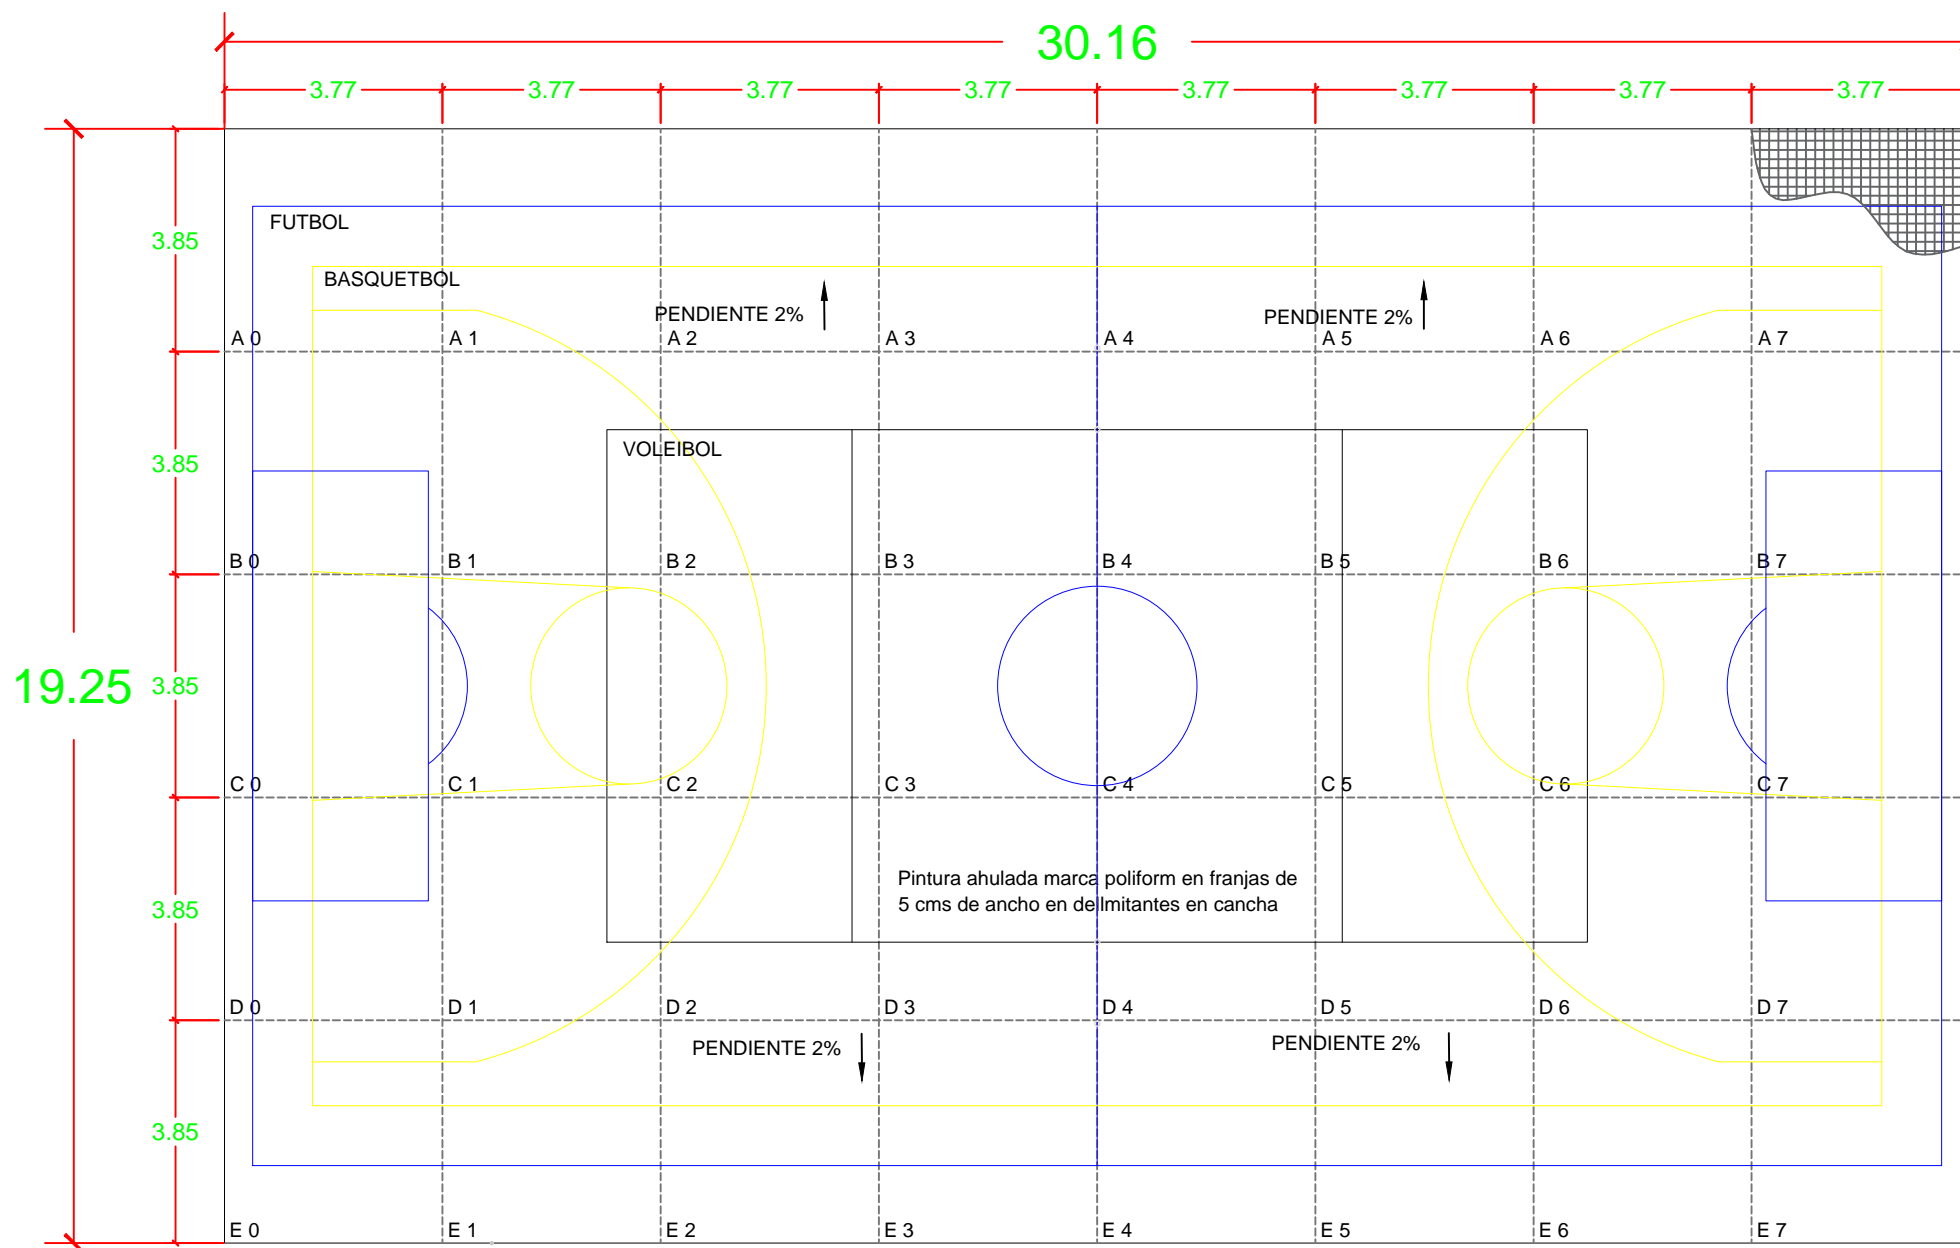 30.16
3.77 3.77 3.77 3.77 3.77 3.77 3.77 3.77
FUTBOL
3.85
BASQUETBOL
PENDIENTE 2% PENDIENTE 2%
A 0 A 1 A 2 A 3 A 4 A 5 A 6 A 7
VOLEIBOL
3.85
B 0 B 1 B 2 B 3 B 4 B 5 B 6 B 7
19.25 3.85
C 0 C 1 C 2 C 3 C 4 C 5 C 6 C 7
Pintura ahulada marca poliform en franjas de
5 cms de ancho en delImitantes en cancha
3.85
D 0 D 1 D 2 D 3 D 4 D 5 D 6 D 7
PENDIENTE 2% PENDIENTE 2%
3.85
E 0 E 1 E 2 E 3 E 4 E 5 E 6 E 7